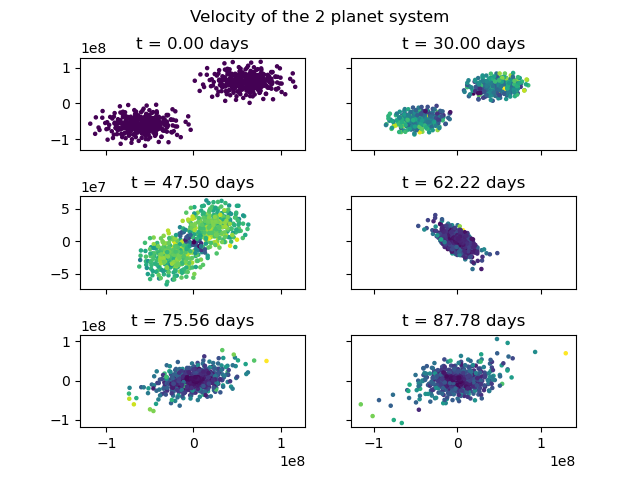 Velocity of the 2 planet system
1e8
t = 0.00 days
t = 30.00 days
1
0
−1
1e7
t = 47.50 days
t = 62.22 days
5
0
−5
1e8
t = 75.56 days
t = 87.78 days
1
0
−1
−1 0 1 −1 0 1
1e8 1e8